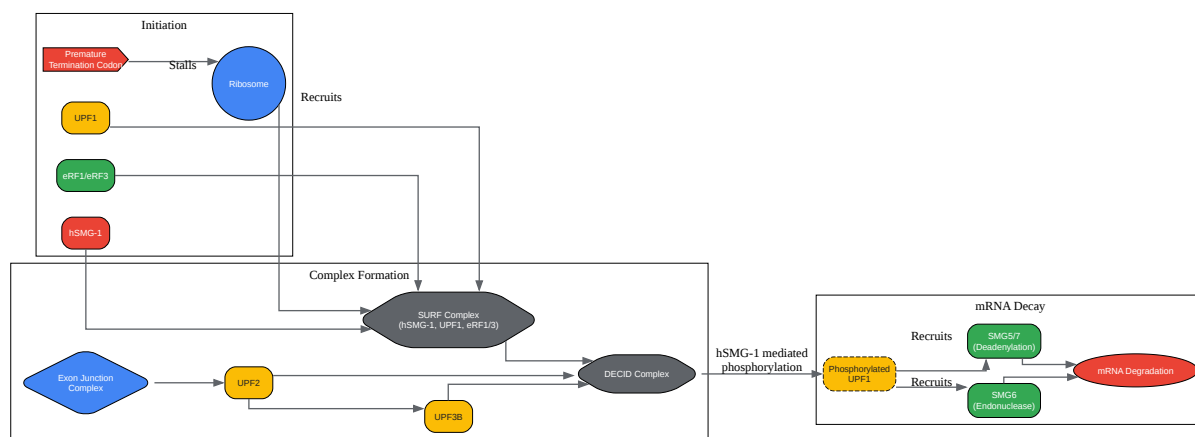 Initiation
Premature
Termination Codon
Stalls
Ribosome
Recruits
UPF1
eRF1/eRF3
hSMG-1
Complex Formation
SURF Complex
(hSMG-1, UPF1, eRF1/3)
Exon Junction
Complex
UPF2
UPF3B
DECID Complex
hSMG-1 mediated
phosphorylation
mRNA Decay
Phosphorylated
UPF1
Recruits
Recruits
SMG5/7
(Deadenylation)
SMG6
(Endonuclease)
mRNA Degradation